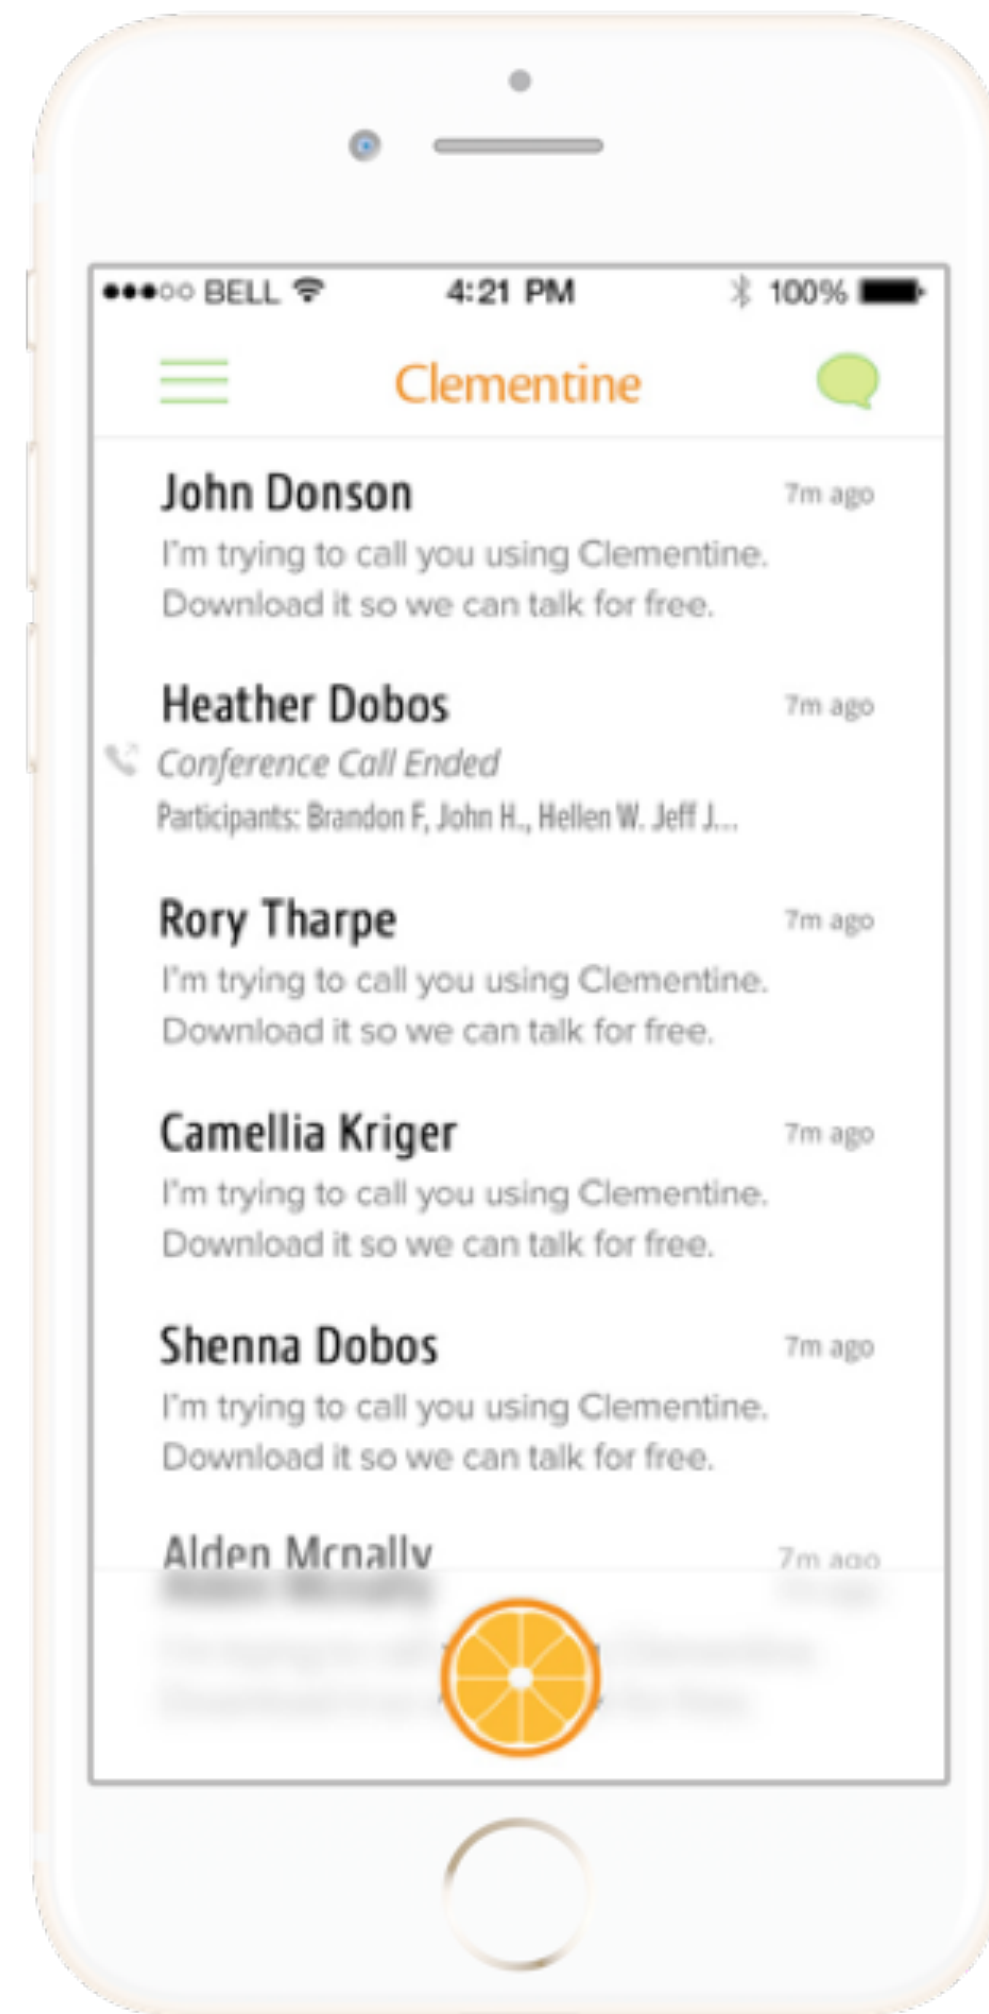 BELL 4:21 PM 100%
Clementine
John Donson 7m ago
I'm trying to call you using Clementine.
Download it so we can talk for free.
Heather Dobos 7m ago
Conference Call Ended
Participants: Brandon F, John H., Hellen W. Jeff J...
Rory Tharpe 7m ago
I'm trying to call you using Clementine.
Download it so we can talk for free.
Camellia Kriger 7m ago
I'm trying to call you using Clementine.
Download it so we can talk for free.
Shenna Dobos 7m ago
I'm trying to call you using Clementine.
Download it so we can talk for free.
Alden Mcnally 7m ago